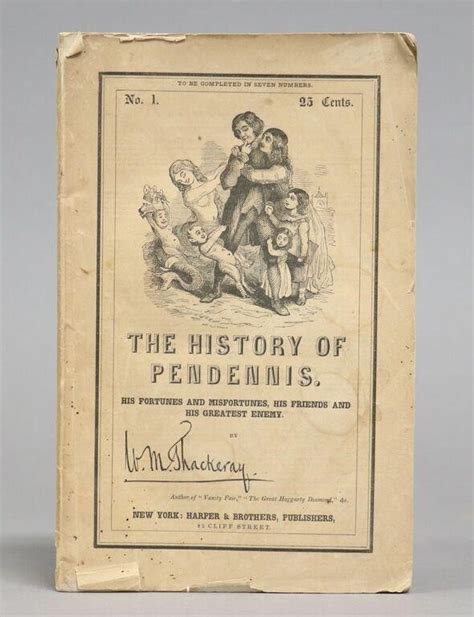 TO BE COMPLETED IN SEVEN NUMBERS.
No. 1. 25 Cents.
THE HISTORY OF
PENDENNIS.
HIS FORTUNES AND MISFORTUNES, HIS FRIENDS AND
HIS GREATEST ENEMY.
BY
W. M. Thackeray.
Author of "Vanity Fair," "The Great Hoggarty Diamond," &c.
NEW YORK: HARPER & BROTHERS, PUBLISHERS,
82 CLIFF STREET.